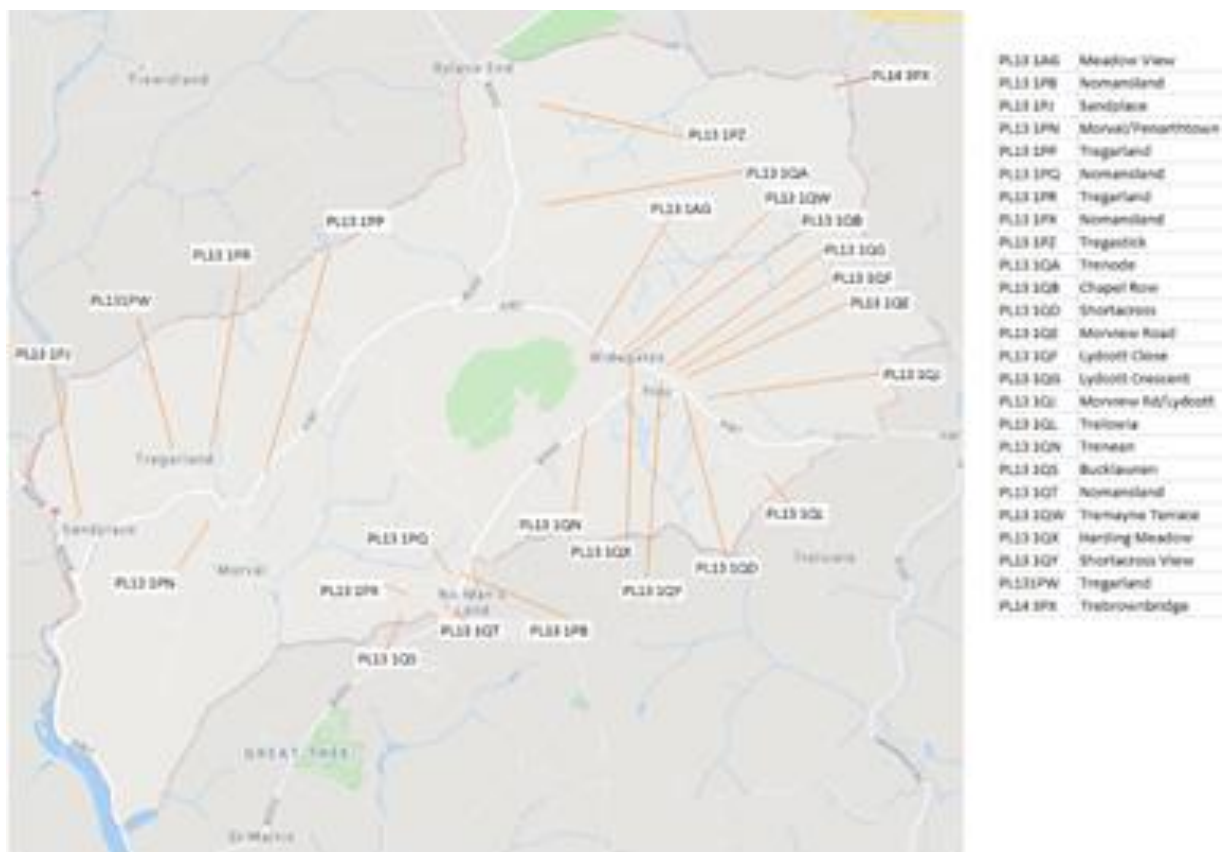 Trewidland
PL14 3PX
PL13 1PZ
PL13 1QA
PL13 1QW
PL13 1AG
PL13 1QB
PL13 1PP
PL13 1QG
PL13 1PR
PL13 1QF
PL13 1QE
PL131PW
PL13 1PJ
Widegates
PL13 1QJ
Tregarland
PL13 1QL
PL13 1QN
Sandplace
PL13 1PQ
PL13 1QX
PL13 1QD
Morval
PL13 1PN
PL13 1QY
No Man's
Land
PL13 1QT
PL13 1PB
PL13 1QS
GREAT TREE
St Martin
PL13 1AG Meadow View
PL13 1PB Nomansland
PL13 1PJ Sandplace
PL13 1PN Morval/Penarthtown
PL13 1PP Tregarland
PL13 1PQ Nomansland
PL13 1PR Tregarland
PL13 1PX Nomansland
PL13 1PZ Tregastick
PL13 1QA Trenode
PL13 1QB Chapel Row
PL13 1QD Shortacross
PL13 1QE Morview Road
PL13 1QF Lydcott Close
PL13 1QG Lydcott Crescent
PL13 1QJ Morview Rd/Lydcott
PL13 1QL Trelowia
PL13 1QN Trenean
PL13 1QS Bucklawren
PL13 1QT Nomansland
PL13 1QW Tremayne Terrace
PL13 1QX Harding Meadow
PL13 1QY Shortacross View
PL131PW Tregarland
PL14 3PX Trebrownbridge